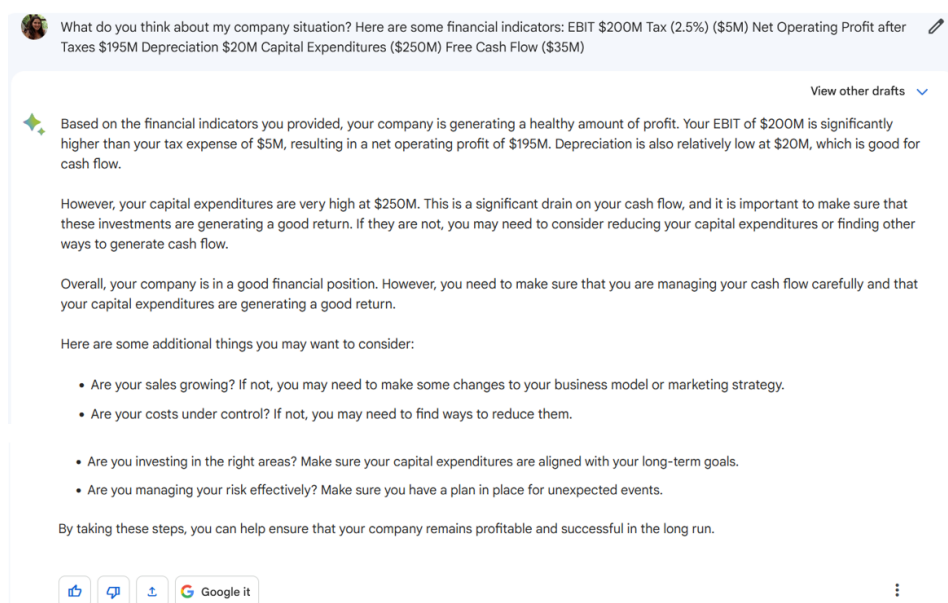 What do you think about my company situation? Here are some financial indicators: EBIT $200M Tax (2.5%) ($5M) Net Operating Profit after
Taxes $195M Depreciation $20M Capital Expenditures ($250M) Free Cash Flow ($35M)
View other drafts
Based on the financial indicators you provided, your company is generating a healthy amount of profit. Your EBIT of $200M is significantly
higher than your tax expense of $5M, resulting in a net operating profit of $195M. Depreciation is also relatively low at $20M, which is good for
cash flow.
However, your capital expenditures are very high at $250M. This is a significant drain on your cash flow, and it is important to make sure that
these investments are generating a good return. If they are not, you may need to consider reducing your capital expenditures or finding other
ways to generate cash flow.
Overall, your company is in a good financial position. However, you need to make sure that you are managing your cash flow carefully and that
your capital expenditures are generating a good return.
Here are some additional things you may want to consider:
• Are your sales growing? If not, you may need to make some changes to your business model or marketing strategy.
• Are your costs under control? If not, you may need to find ways to reduce them.
• Are you investing in the right areas? Make sure your capital expenditures are aligned with your long-term goals.
• Are you managing your risk effectively? Make sure you have a plan in place for unexpected events.
By taking these steps, you can help ensure that your company remains profitable and successful in the long run.
Google it